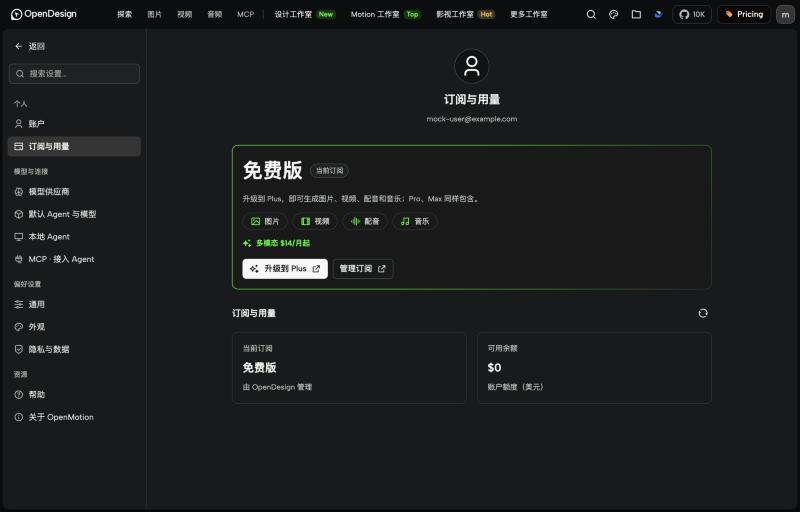 OpenDesign
探索
图片
视频
音频
MCP
设计工作室 New
Motion 工作室 Top
影视工作室 Hot
更多工作室
10K
Pricing
m
返回
搜索设置...
个人
账户
订阅与用量
模型与连接
模型供应商
默认 Agent 与模型
本地 Agent
MCP · 接入 Agent
偏好设置
通用
外观
隐私与数据
资源
帮助
关于 OpenMotion
订阅与用量
mock-user@example.com
免费版 当前订阅
升级到 Plus，即可生成图片、视频、配音和音乐；Pro、Max 同样包含。
图片
视频
配音
音乐
多模态 $14/月起
升级到 Plus
管理订阅
订阅与用量
当前订阅
免费版
由 OpenDesign 管理
可用余额
$0
账户额度（美元）